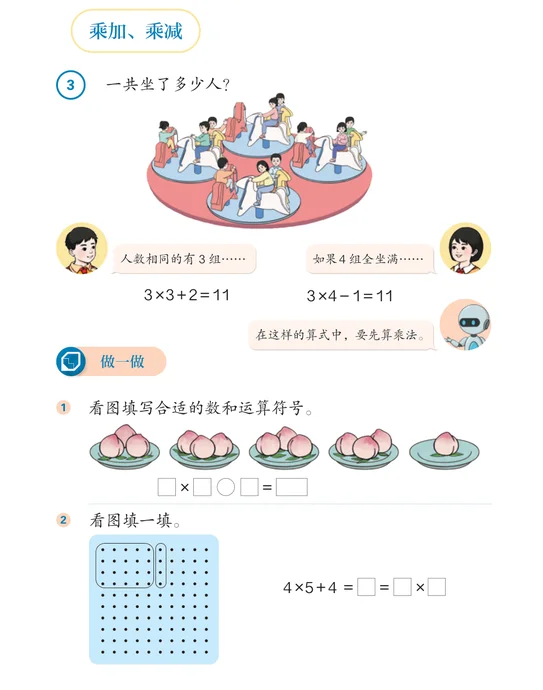 乘加、乘减
3 一共坐了多少人?
人数相同的有3组…… 如果4组全坐满……
3×3+2=11 3×4-1=11
在这样的算式中，要先算乘法。
做一做
1 看图填写合适的数和运算符号。
□×□○□=□
2 看图填一填。
4×5+4=□=□×□